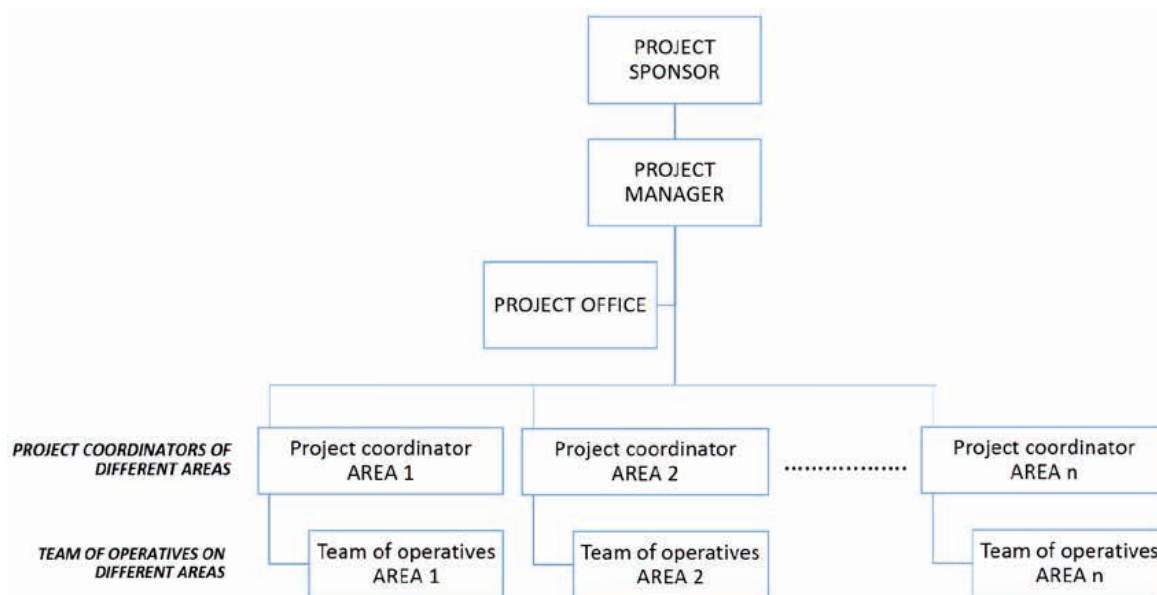 PROJECT
SPONSOR
PROJECT
MANAGER
PROJECT OFFICE
PROJECT COORDINATORS OF
DIFFERENT AREAS
Project coordinator
AREA 1
Project coordinator
AREA 2
.................
Project coordinator
AREA n
TEAM OF OPERATIVES ON
DIFFERENT AREAS
Team of operatives
AREA 1
Team of operatives
AREA 2
Team of operatives
AREA n